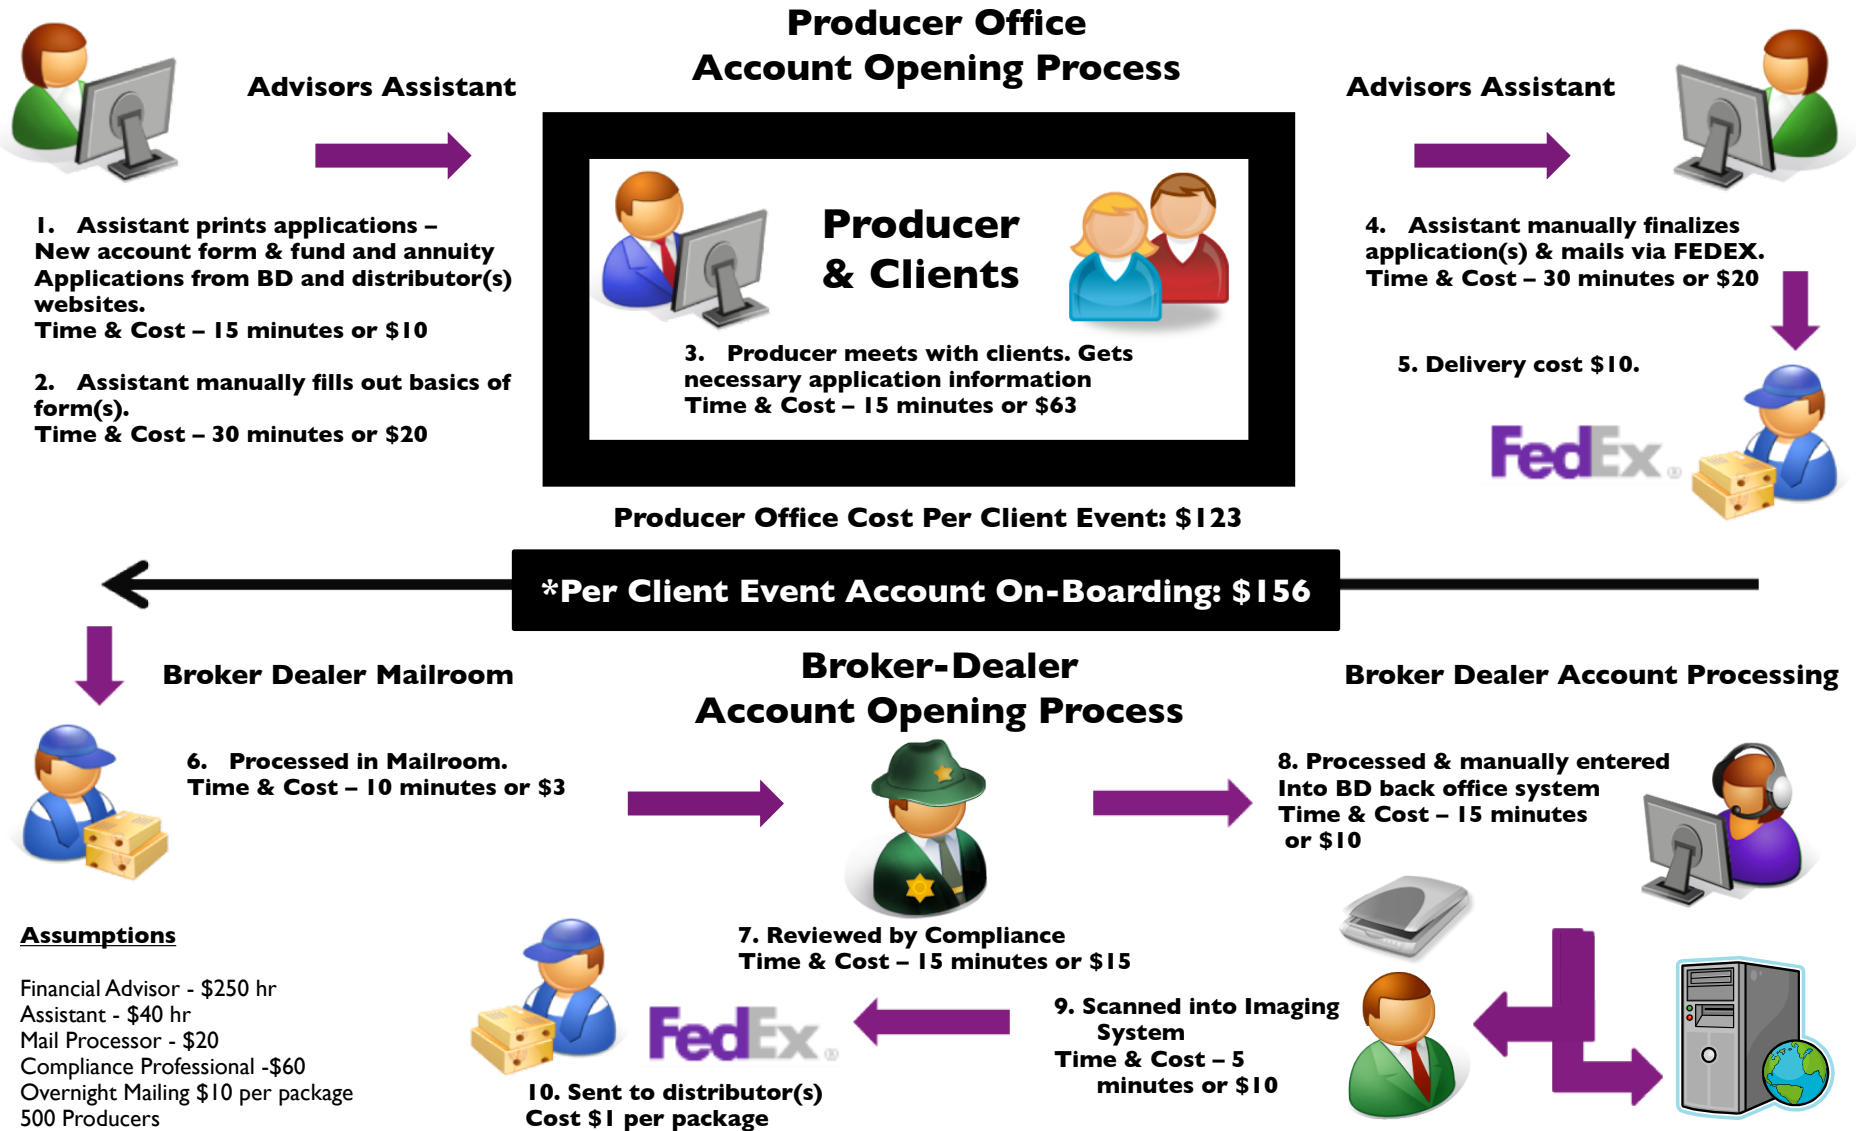 Producer Office
Account Opening Process
Advisors Assistant
1. Assistant prints applications –
New account form & fund and annuity
Applications from BD and distributor(s)
websites.
Time & Cost – 15 minutes or $10
2. Assistant manually fills out basics of
form(s).
Time & Cost – 30 minutes or $20
Producer
& Clients
3. Producer meets with clients. Gets
necessary application information
Time & Cost – 15 minutes or $63
Advisors Assistant
4. Assistant manually finalizes
application(s) & mails via FEDEX.
Time & Cost – 30 minutes or $20
5. Delivery cost $10.
FedEx®
Producer Office Cost Per Client Event: $123
*Per Client Event Account On-Boarding: $156
Broker-Dealer
Account Opening Process
Broker Dealer Mailroom
6. Processed in Mailroom.
Time & Cost – 10 minutes or $3
7. Reviewed by Compliance
Time & Cost – 15 minutes or $15
Broker Dealer Account Processing
8. Processed & manually entered
Into BD back office system
Time & Cost – 15 minutes
or $10
9. Scanned into Imaging
System
Time & Cost – 5
minutes or $10
FedEx®
10. Sent to distributor(s)
Cost $1 per package
Assumptions
Financial Advisor - $250 hr
Assistant - $40 hr
Mail Processor - $20
Compliance Professional -$60
Overnight Mailing $10 per package
500 Producers